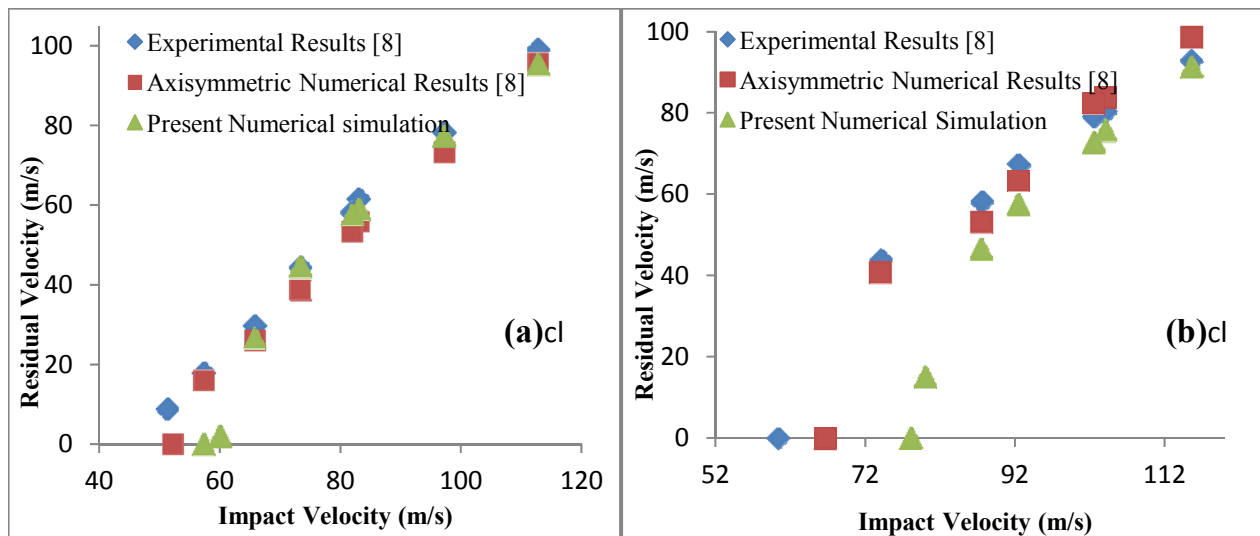 100
80
60
40
20
0
40
60
80
100
120
Residual Velocity (m/s)
Impact Velocity (m/s)
Experimental Results [8]
Axisymmetric Numerical Results [8]
Present Numerical simulation
(a)cl
100
80
60
40
20
0
52
72
92
112
Residual Velocity (m/s)
Impact Velocity (m/s)
Experimental Results [8]
Axisymmetric Numerical Results [8]
Present Numerical Simulation
(b)cl